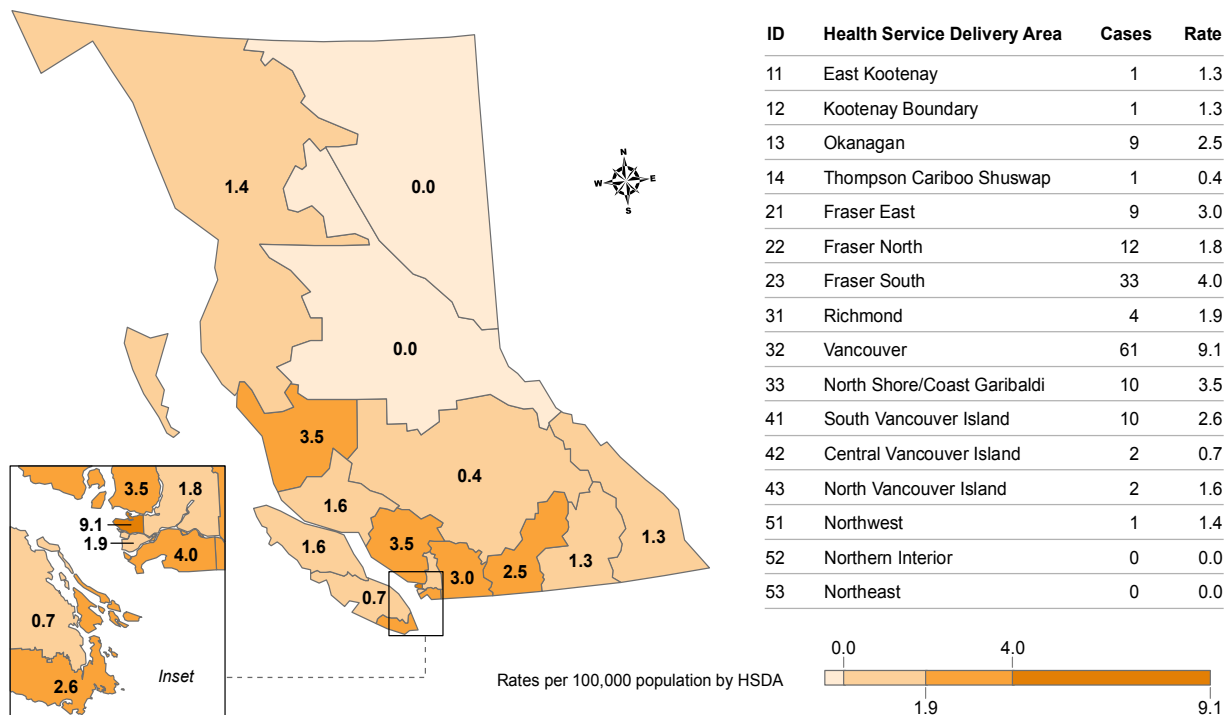 ID Health Service Delivery Area Cases Rate
11 East Kootenay 1 1.3
12 Kootenay Boundary 1 1.3
13 Okanagan 9 2.5
14 Thompson Cariboo Shuswap 1 0.4
21 Fraser East 9 3.0
22 Fraser North 12 1.8
23 Fraser South 33 4.0
31 Richmond 4 1.9
32 Vancouver 61 9.1
33 North Shore/Coast Garibaldi 10 3.5
41 South Vancouver Island 10 2.6
42 Central Vancouver Island 2 0.7
43 North Vancouver Island 2 1.6
51 Northwest 1 1.4
52 Northern Interior 0 0.0
53 Northeast 0 0.0
N
W E
S
1.4
0.0
0.0
3.5
0.4
1.6
1.6
3.5
3.0
2.5
1.3
1.3
0.7
3.5
1.8
9.1
1.9
4.0
0.7
2.6
Inset
Rates per 100,000 population by HSDA
0.0 4.0
1.9 9.1